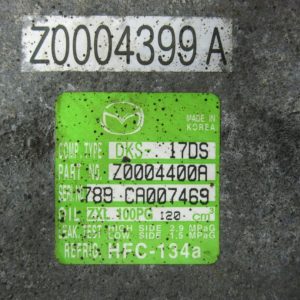 Z0004399A
MADE IN
KOREA
COMP. TYPE DKS- 17DS
PART NO. Z0004400A
SER. NO. 789 CA007469
OIL ZXL 100PG 120 cm³
LEAK TEST HIGH SIDE 2.9 MPaG
LOW. SIDE 1.5 MPaG
REFRIG. HFC-134a